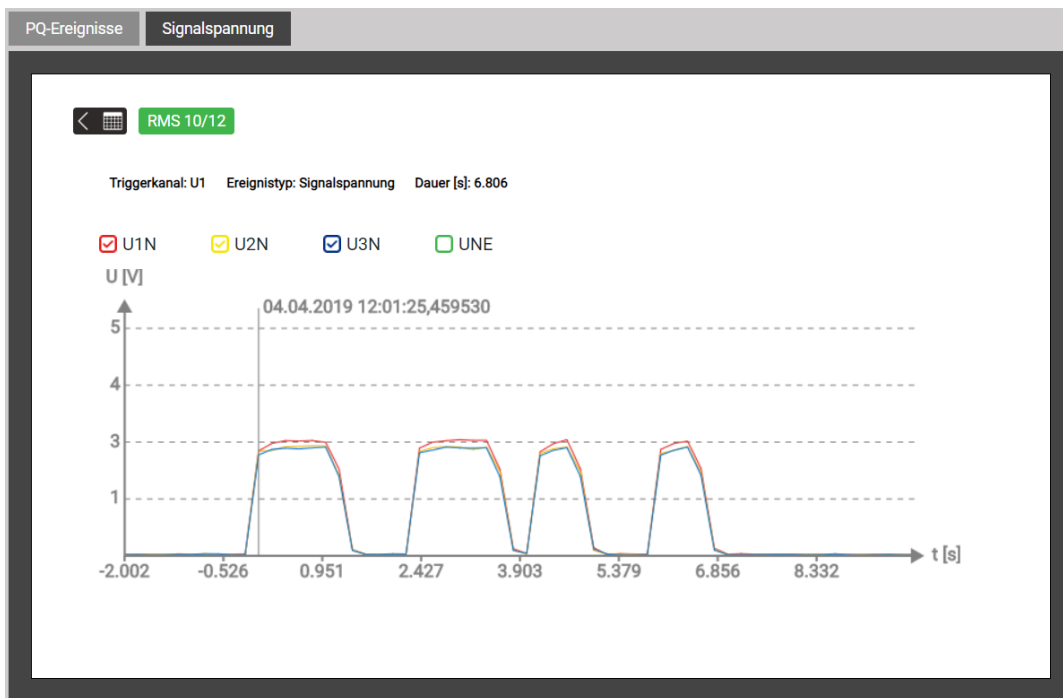 PQ-Ereignisse Signalspannung
RMS 10/12
Triggerkanal: U1 Ereignistyp: Signalspannung Dauer [s]: 6.806
U1N U2N U3N UNE
U [V]
04.04.2019 12:01:25,459530
5
4
3
1
-2.002 -0.526 0.951 2.427 3.903 5.379 6.856 8.332 t [s]